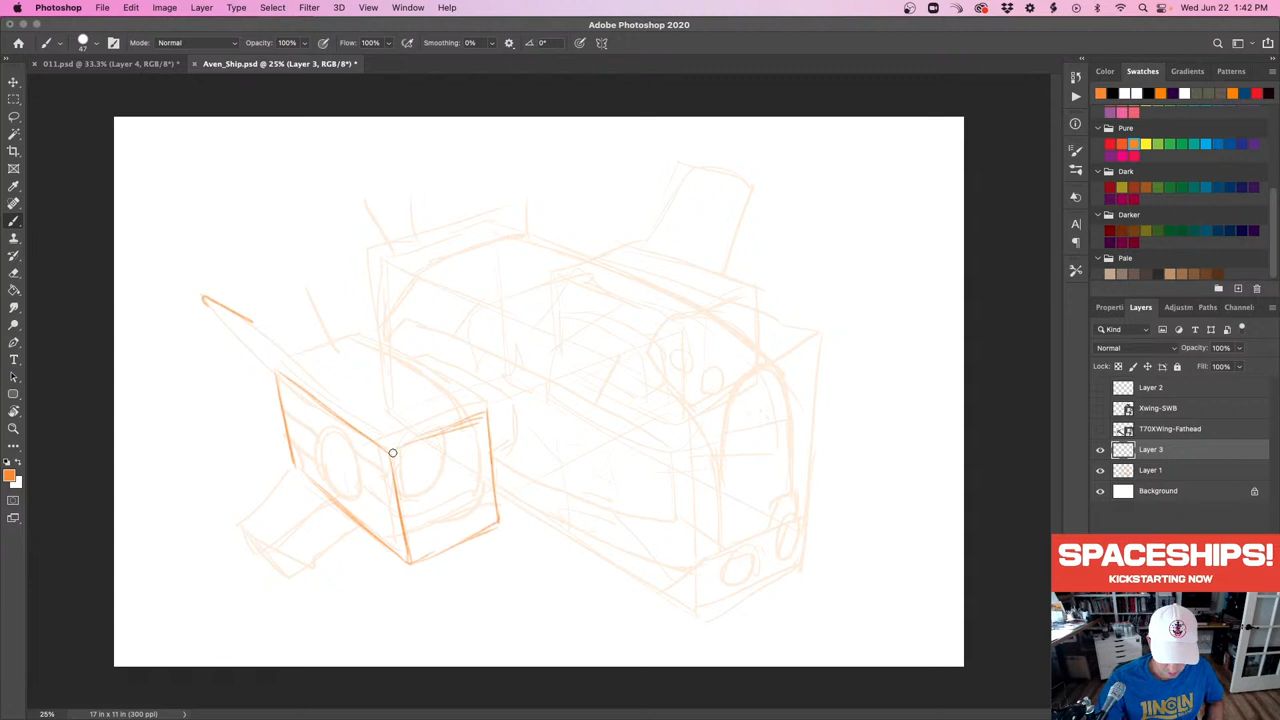 Photoshop File Edit Image Layer Type Select Filter 3D View Window Help Wed Jun 22 1:42 PM
Adobe Photoshop 2020
47 Mode: Normal Opacity: 100% Flow: 100% Smoothing: 0% 0°
× 011.psd @ 33.3% (Layer 4, RGB/8*) * × Aven_Ship.psd @ 25% (Layer 3, RGB/8*) *
Color Swatches Gradients Patterns
Pure
Dark
Darker
Pale
Properti Layers Adjustm Paths Channel
Kind
Normal Opacity: 100%
Lock: Fill: 100%
Layer 2
Xwing-SWB
T70XWing-Fathead
Layer 3
Layer 1
Background
SPACESHIPS!
KICKSTARTING NOW
25% 17 in x 11 in (300 ppi)